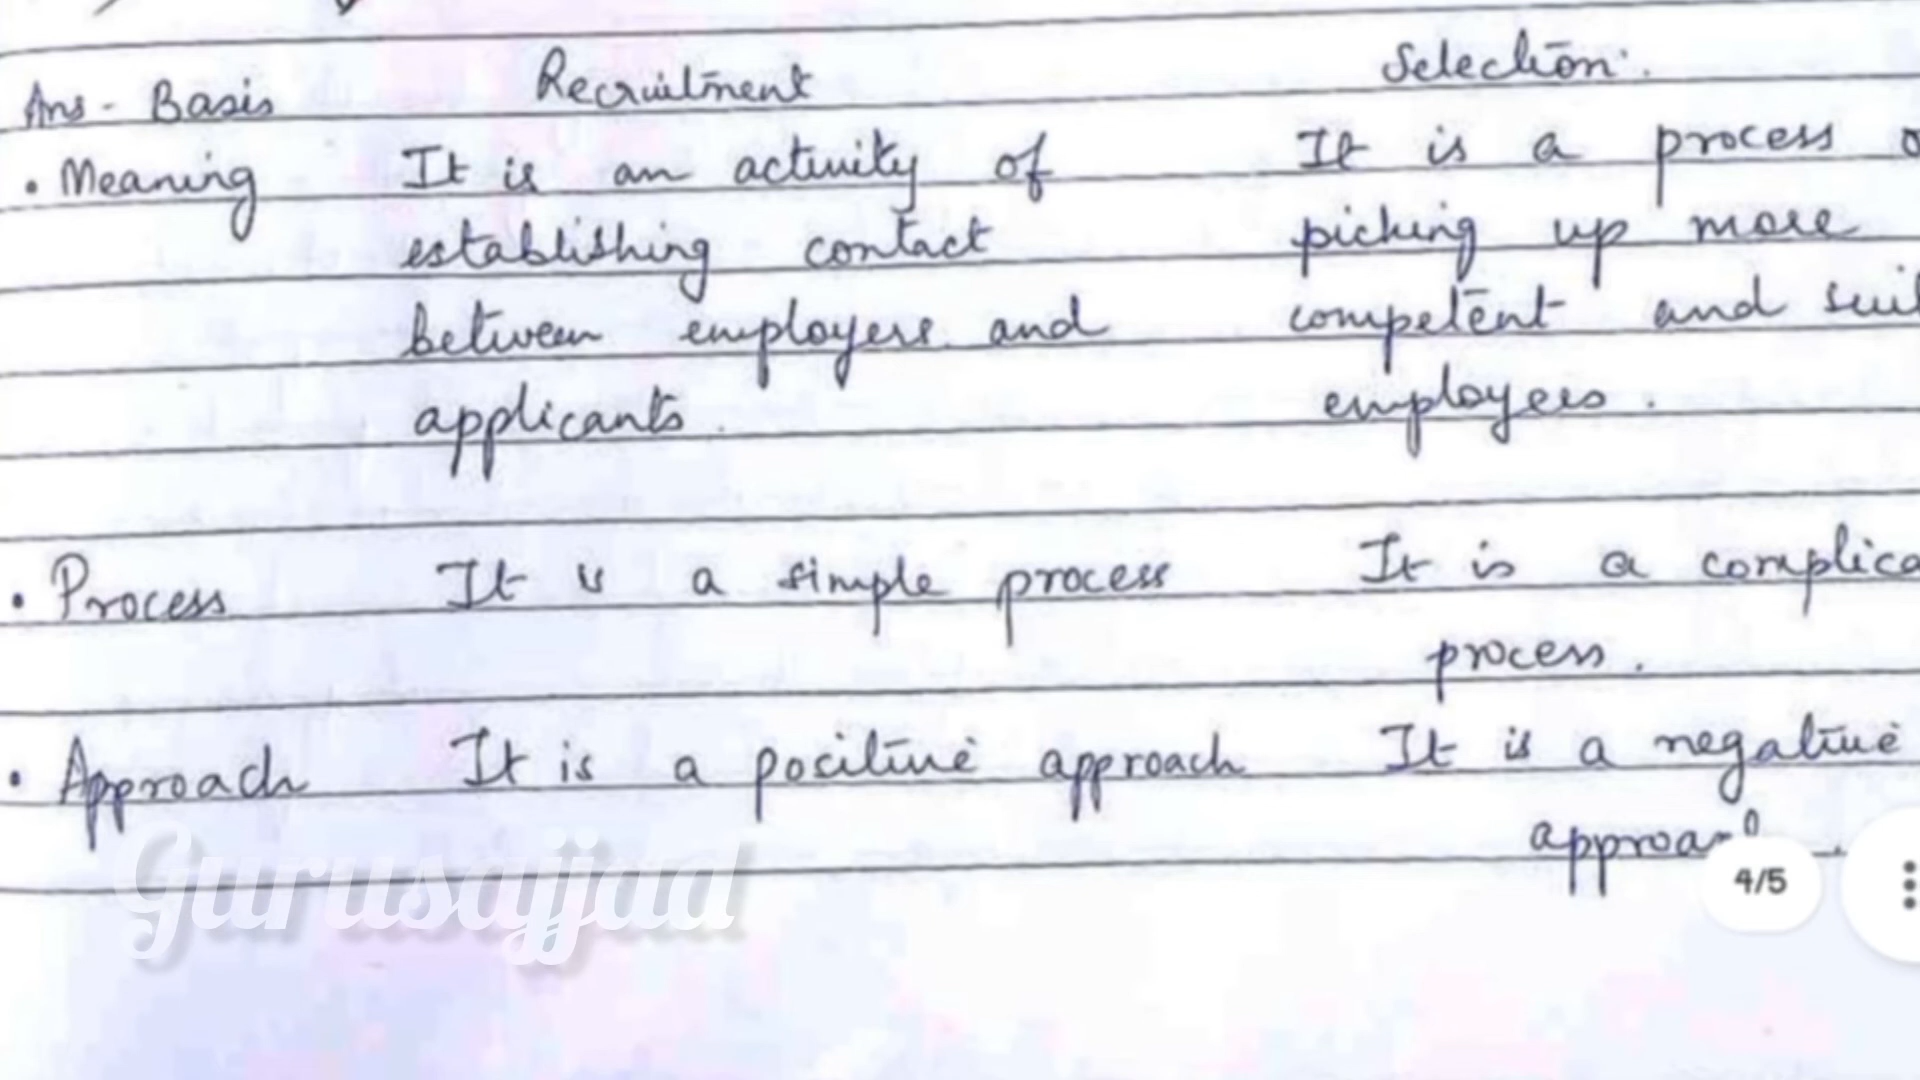 Ans - Basis Recruitment Selection.
• Meaning It is an activity of It is a process
establishing contact picking up more
between employers and competent and
applicants. employees.
• Process It is a simple process It is a
process.
• Approach It is a positive approach It is a negative
Gurusajjad
4/5